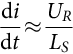 di/dt ≈ U_R/L_S